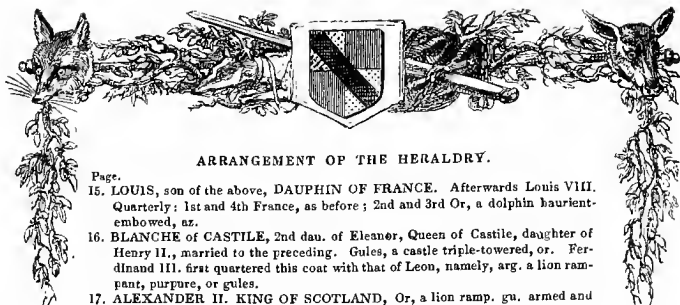 ARRANGEMENT OF THE HERALDRY.
Page.
15. LOUIS, son of the above, DAUPHIN OF FRANCE. Afterwards Louis VIII.
Quarterly: 1st and 4th France, as before; 2nd and 3rd Or, a dolphin haurient-
embowed, az.
16. BLANCHE of CASTILE, 2nd dau. of Eleanor, Queen of Castile, daughter of
Henry II., married to the preceding. Gules, a castle triple-towered, or. Fer-
dinand III. first quartered this coat with that of Leon, namely, arg. a lion ram-
pant, purpure, or gules.
17. ALEXANDER II. KING OF SCOTLAND, Or, a lion ramp. gu. armed and